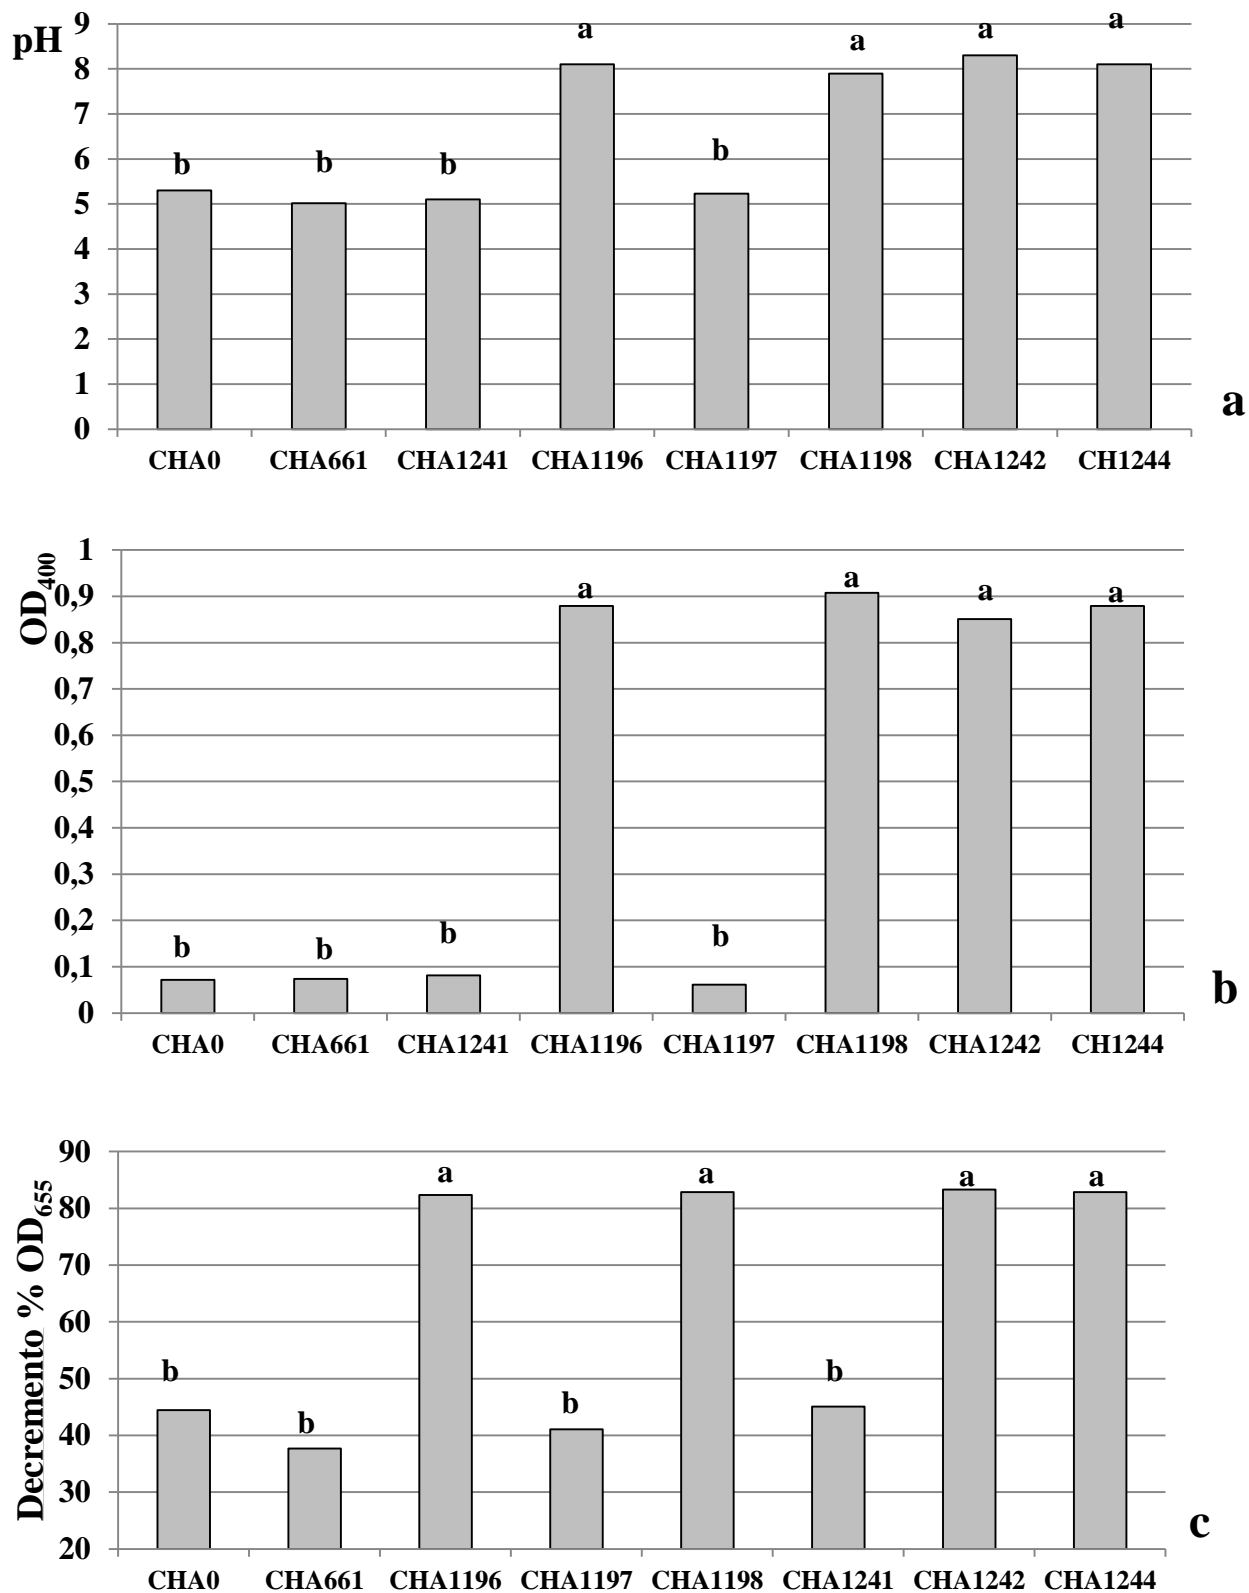 pH
9
a
a
a
a
8
7
6
b
b
b
b
5
4
3
2
1
0
a
CHA0 CHA661 CHA1241 CHA1196 CHA1197 CHA1198 CHA1242 CH1244
OD400
1
0,9
a
a
a
a
0,8
0,7
0,6
0,5
0,4
0,3
0,2
b
b
b
b
0,1
0
b
CHA0 CHA661 CHA1241 CHA1196 CHA1197 CHA1198 CHA1242 CH1244
Decremento % OD655
90
a
a
a
a
80
70
60
50
b
b
b
b
40
30
20
c
CHA0 CHA661 CHA1196 CHA1197 CHA1198 CHA1241 CHA1242 CHA1244